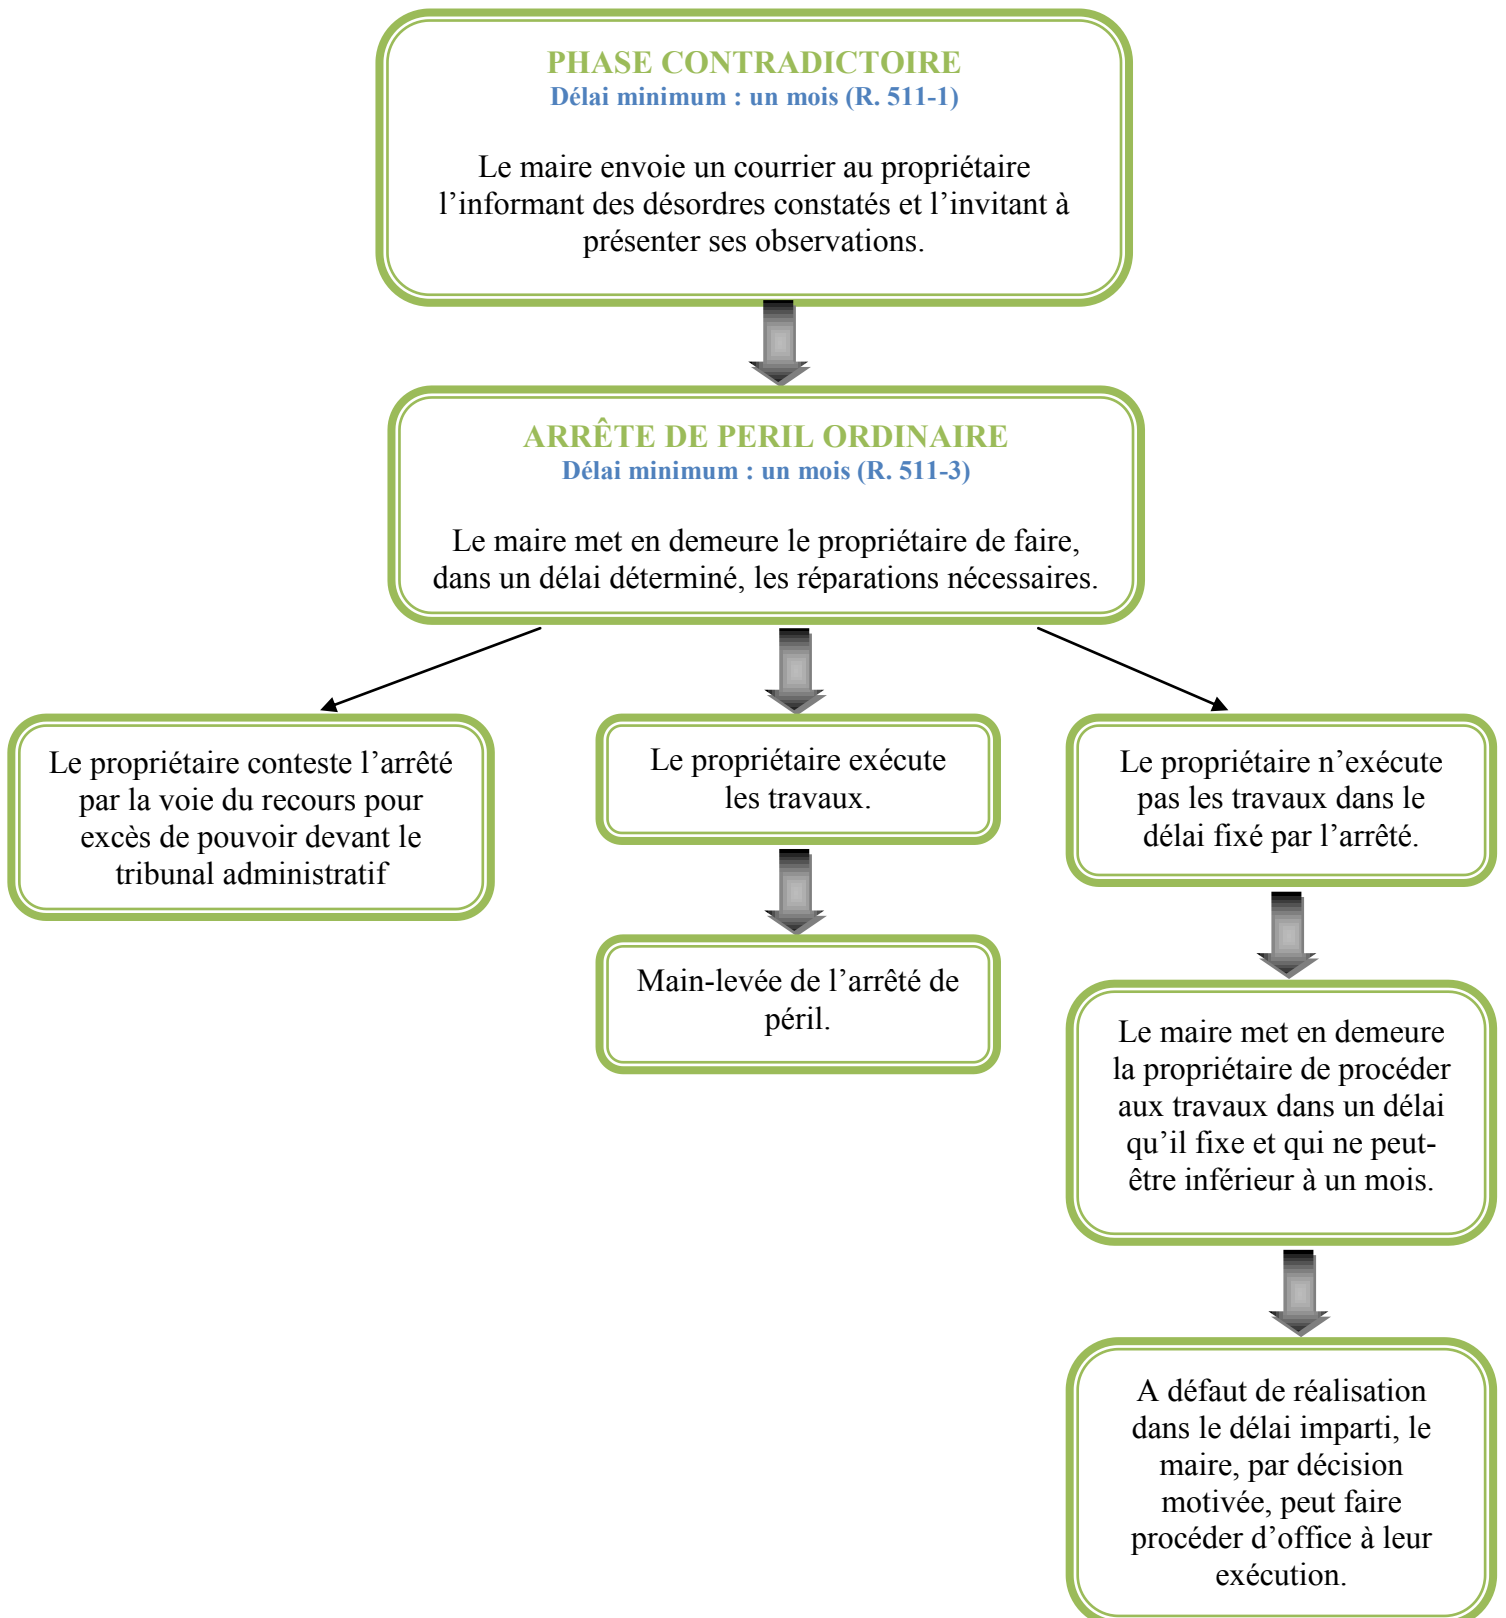 PHASE CONTRADICTOIRE
Délai minimum : un mois (R. 511-1)
Le maire envoie un courrier au propriétaire
l’informant des désordres constatés et l’invitant à
présenter ses observations.
ARRÊTE DE PERIL ORDINAIRE
Délai minimum : un mois (R. 511-3)
Le maire met en demeure le propriétaire de faire,
dans un délai déterminé, les réparations nécessaires.
Le propriétaire conteste l’arrêté
par la voie du recours pour
excès de pouvoir devant le
tribunal administratif
Le propriétaire exécute
les travaux.
Main-levée de l’arrêté de
péril.
Le propriétaire n’exécute
pas les travaux dans le
délai fixé par l’arrêté.
Le maire met en demeure
la propriétaire de procéder
aux travaux dans un délai
qu’il fixe et qui ne peut-
être inférieur à un mois.
A défaut de réalisation
dans le délai imparti, le
maire, par décision
motivée, peut faire
procéder d’office à leur
exécution.